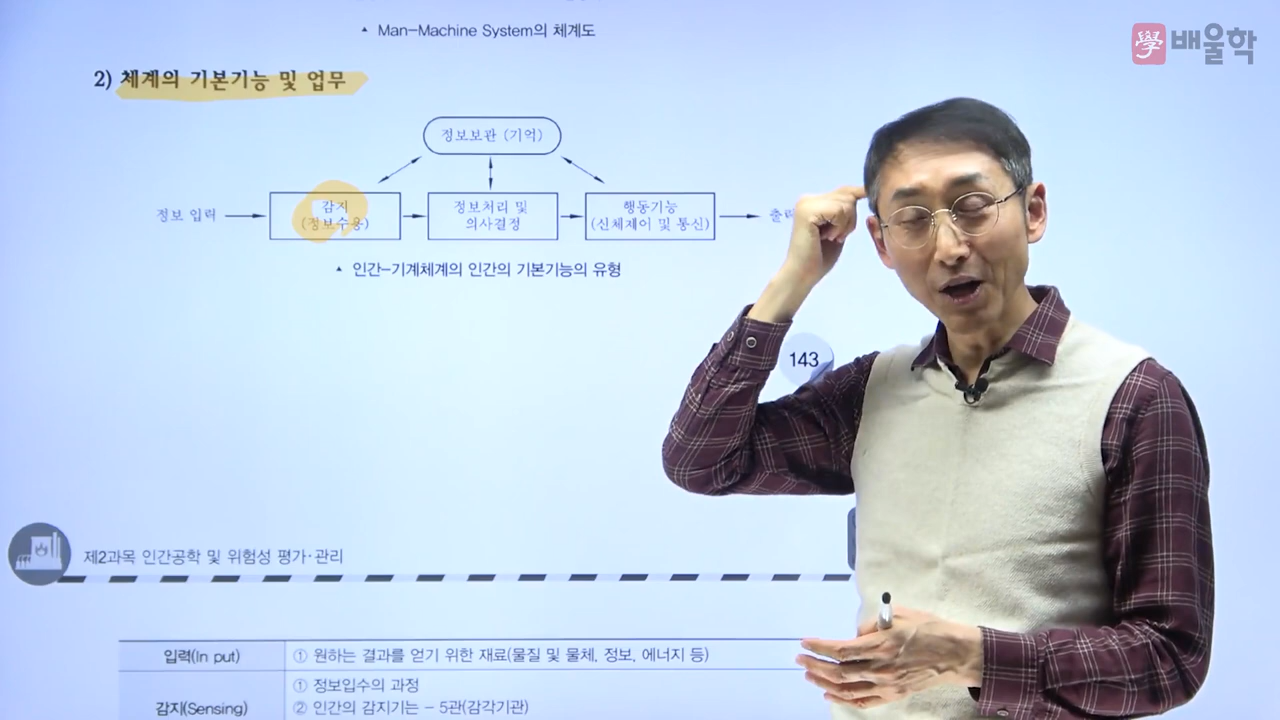 ▲ Man-Machine System의 체계도
學 배울학
2) 체계의 기본기능 및 업무
정보보관 (기억)
정보 입력
감지
(정보수용)
정보처리 및
의사결정
행동기능
(신체제어 및 통신)
▲ 인간-기계체계의 인간의 기본기능의 유형
143
제2과목 인간공학 및 위험성 평가·관리
입력(In put)
① 원하는 결과를 얻기 위한 재료(물질 및 물체, 정보, 에너지 등)
감지(Sensing)
① 정보입수의 과정
② 인간의 감지기는 - 5관(감각기관)